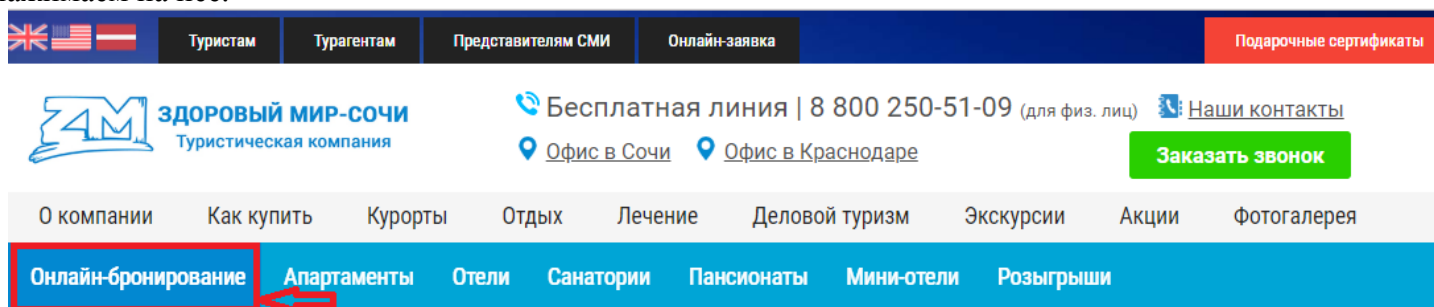 Туристам Турагентам Представителям СМИ Онлайн-заявка Подарочные сертификаты
ZM ЗДОРОВЫЙ МИР-СОЧИ
Туристическая компания
Бесплатная линия | 8 800 250-51-09 (для физ. лиц) Наши контакты
Офис в Сочи Офис в Краснодаре Заказать звонок
О компании Как купить Курорты Отдых Лечение Деловой туризм Экскурсии Акции Фотогалерея
Онлайн-бронирование Апартаменты Отели Санатории Пансионаты Мини-отели Розыгрыши